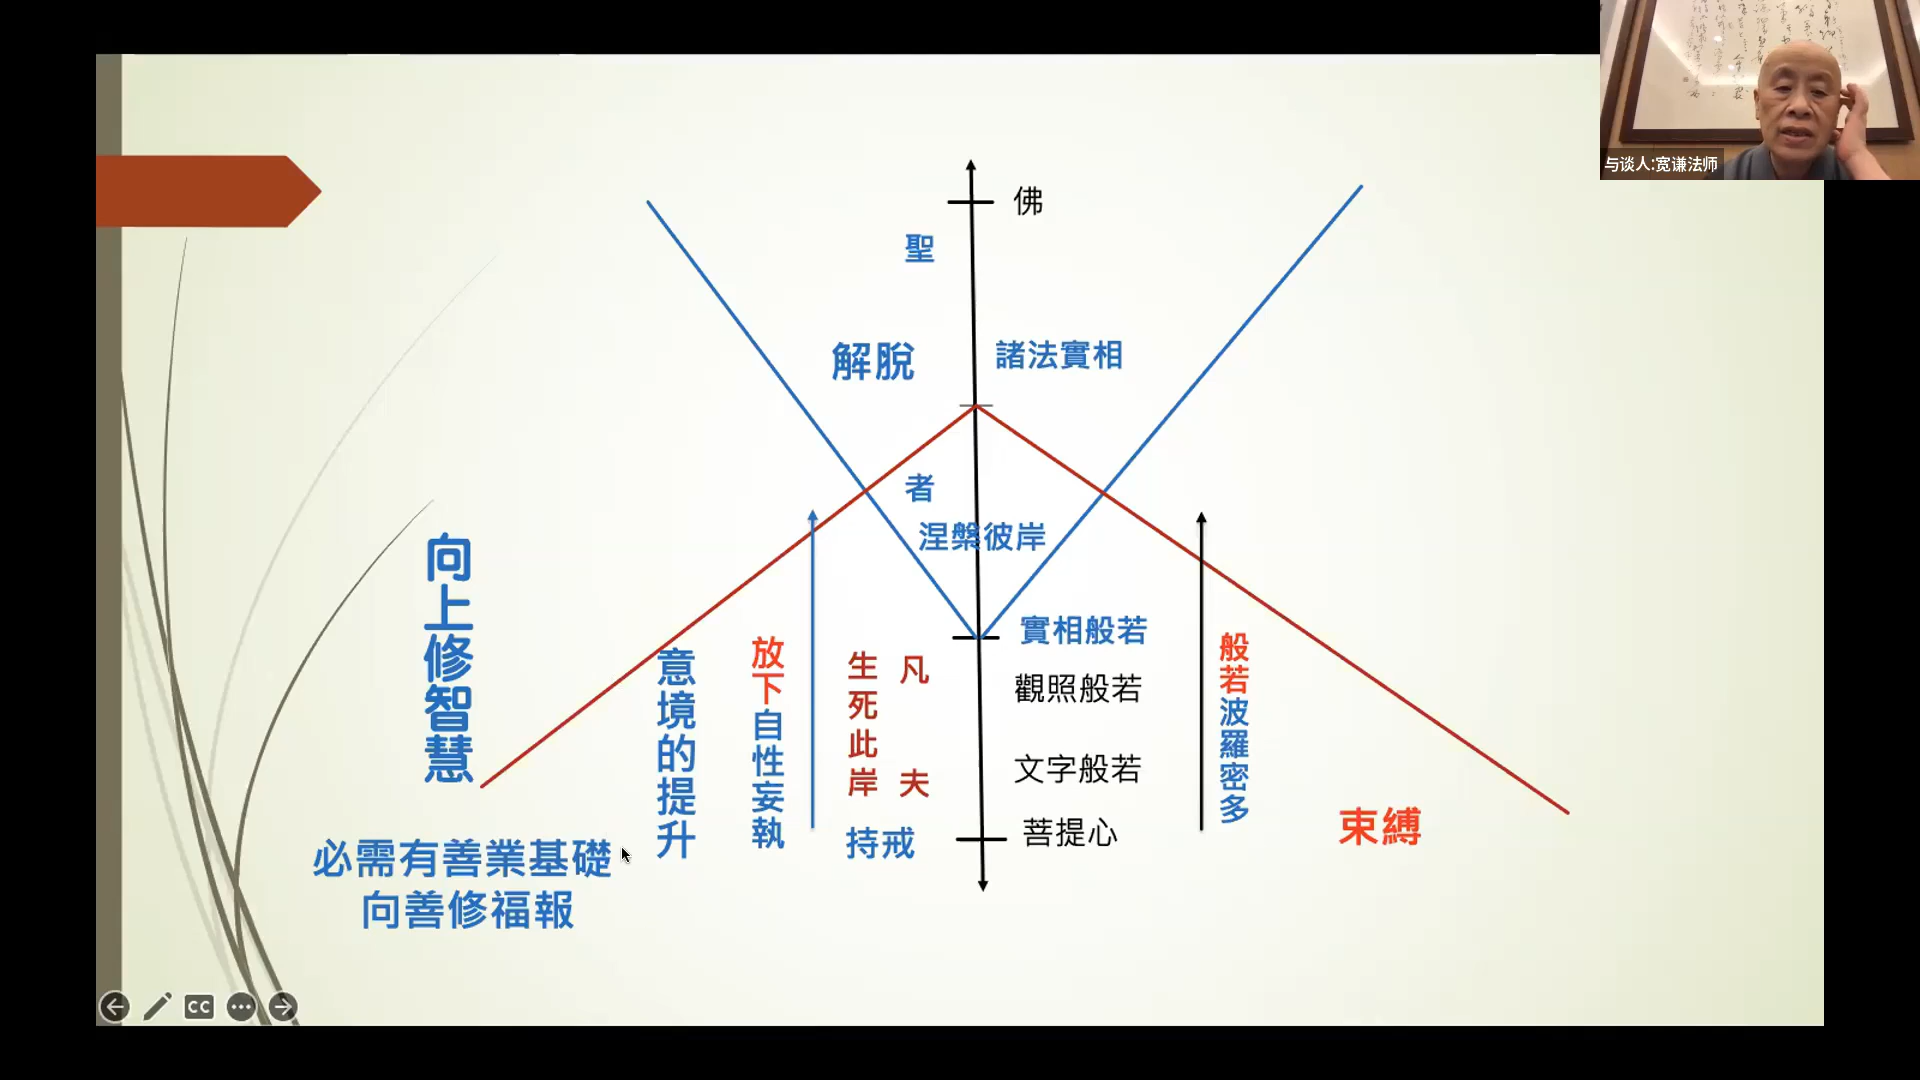 与谈人:宽谦法师
佛
聖
解脫
諸法實相
者
涅槃彼岸
向上修智慧
實相般若
意境的提升
放下自性妄執
生死此岸
凡夫
觀照般若
般若波羅密多
文字般若
束縛
菩提心
持戒
必需有善業基礎
向善修福報
CC